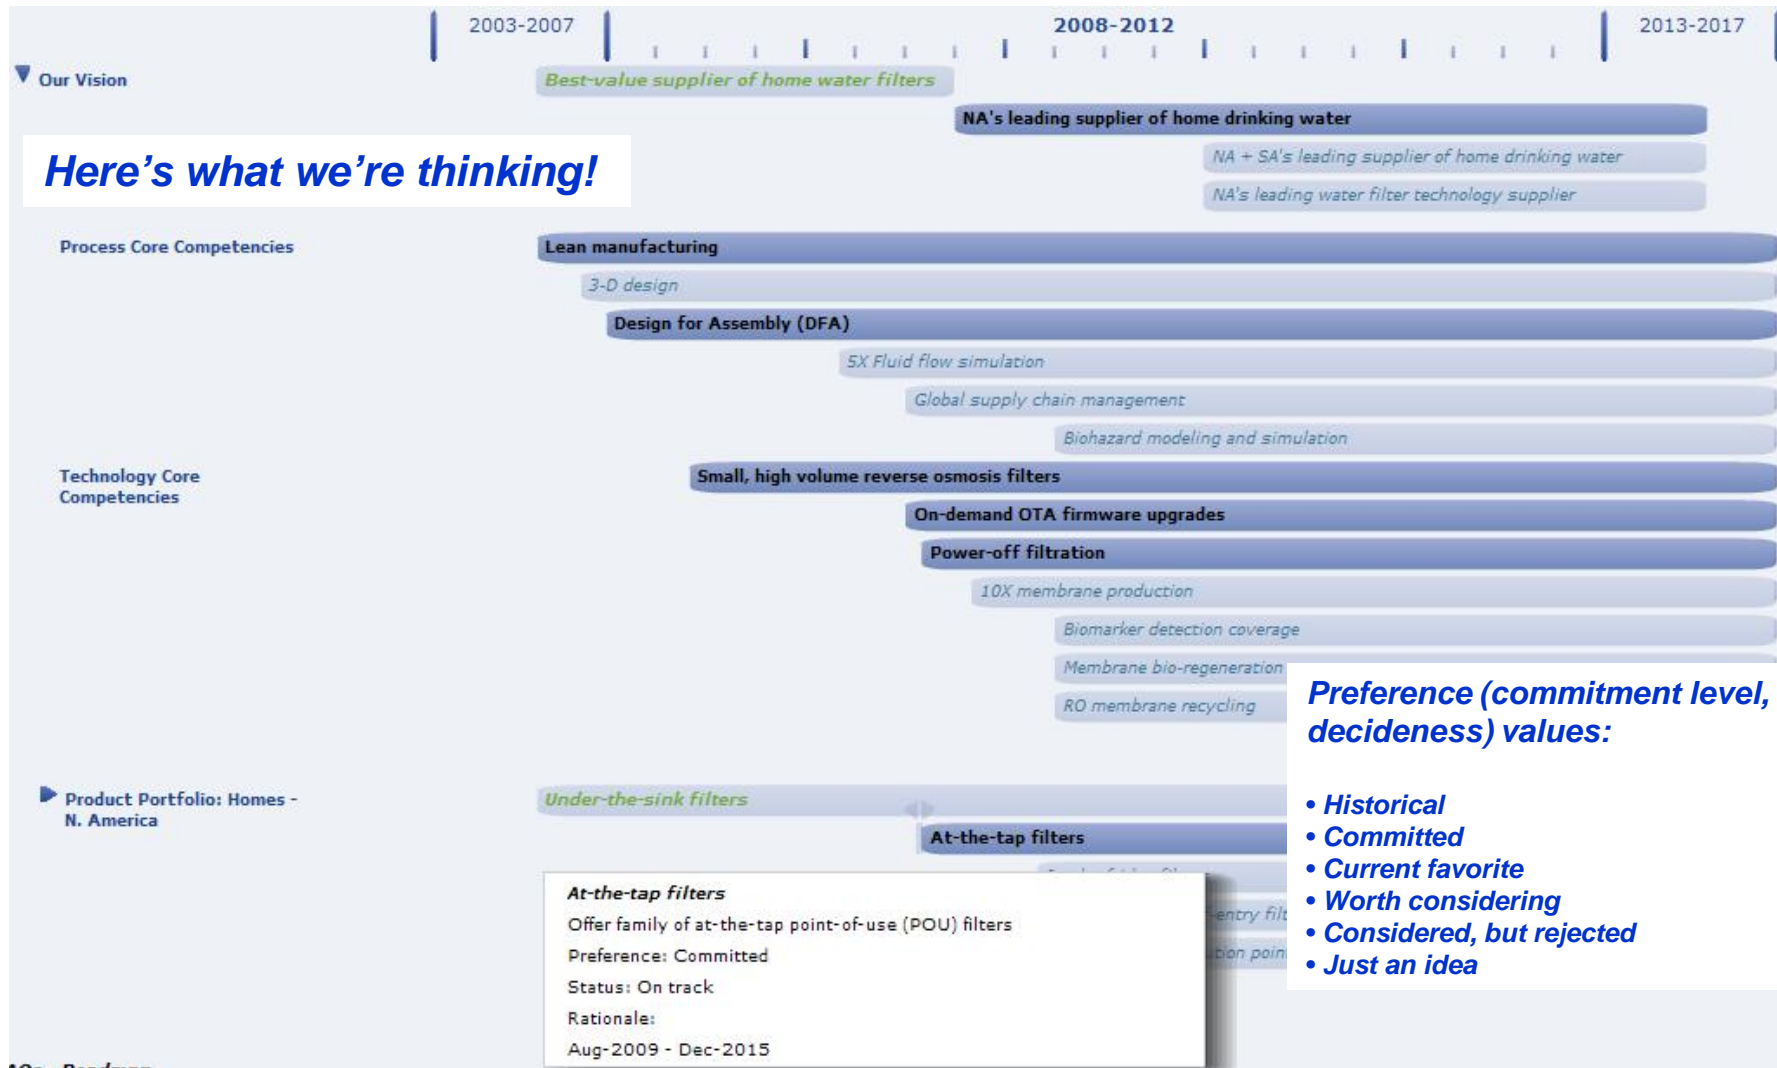 2003-2007
2008-2012
2013-2017
Our Vision
Best-value supplier of home water filters
NA's leading supplier of home drinking water
Here’s what we’re thinking!
NA + SA's leading supplier of home drinking water
NA's leading water filter technology supplier
Process Core Competencies
Lean manufacturing
3-D design
Design for Assembly (DFA)
5X Fluid flow simulation
Global supply chain management
Biohazard modeling and simulation
Technology Core
Competencies
Small, high volume reverse osmosis filters
On-demand OTA firmware upgrades
Power-off filtration
10X membrane production
Biomarker detection coverage
Membrane bio-regeneration
RO membrane recycling
Preference (commitment level,
decideness) values:
• Historical
• Committed
• Current favorite
• Worth considering
• Considered, but rejected
• Just an idea
Product Portfolio: Homes -
N. America
Under-the-sink filters
At-the-tap filters
-entry filt
tion poin
At-the-tap filters
Offer family of at-the-tap point-of-use (POU) filters
Preference: Committed
Status: On track
Rationale:
Aug-2009 - Dec-2015